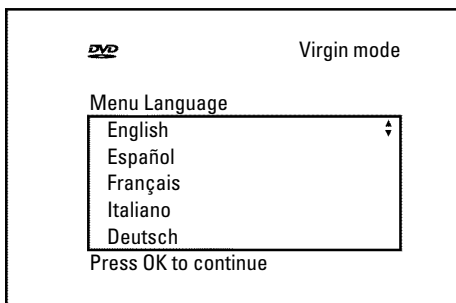 DVD Virgin mode
Menu Language
English
Español
Français
Italiano
Deutsch
Press OK to continue